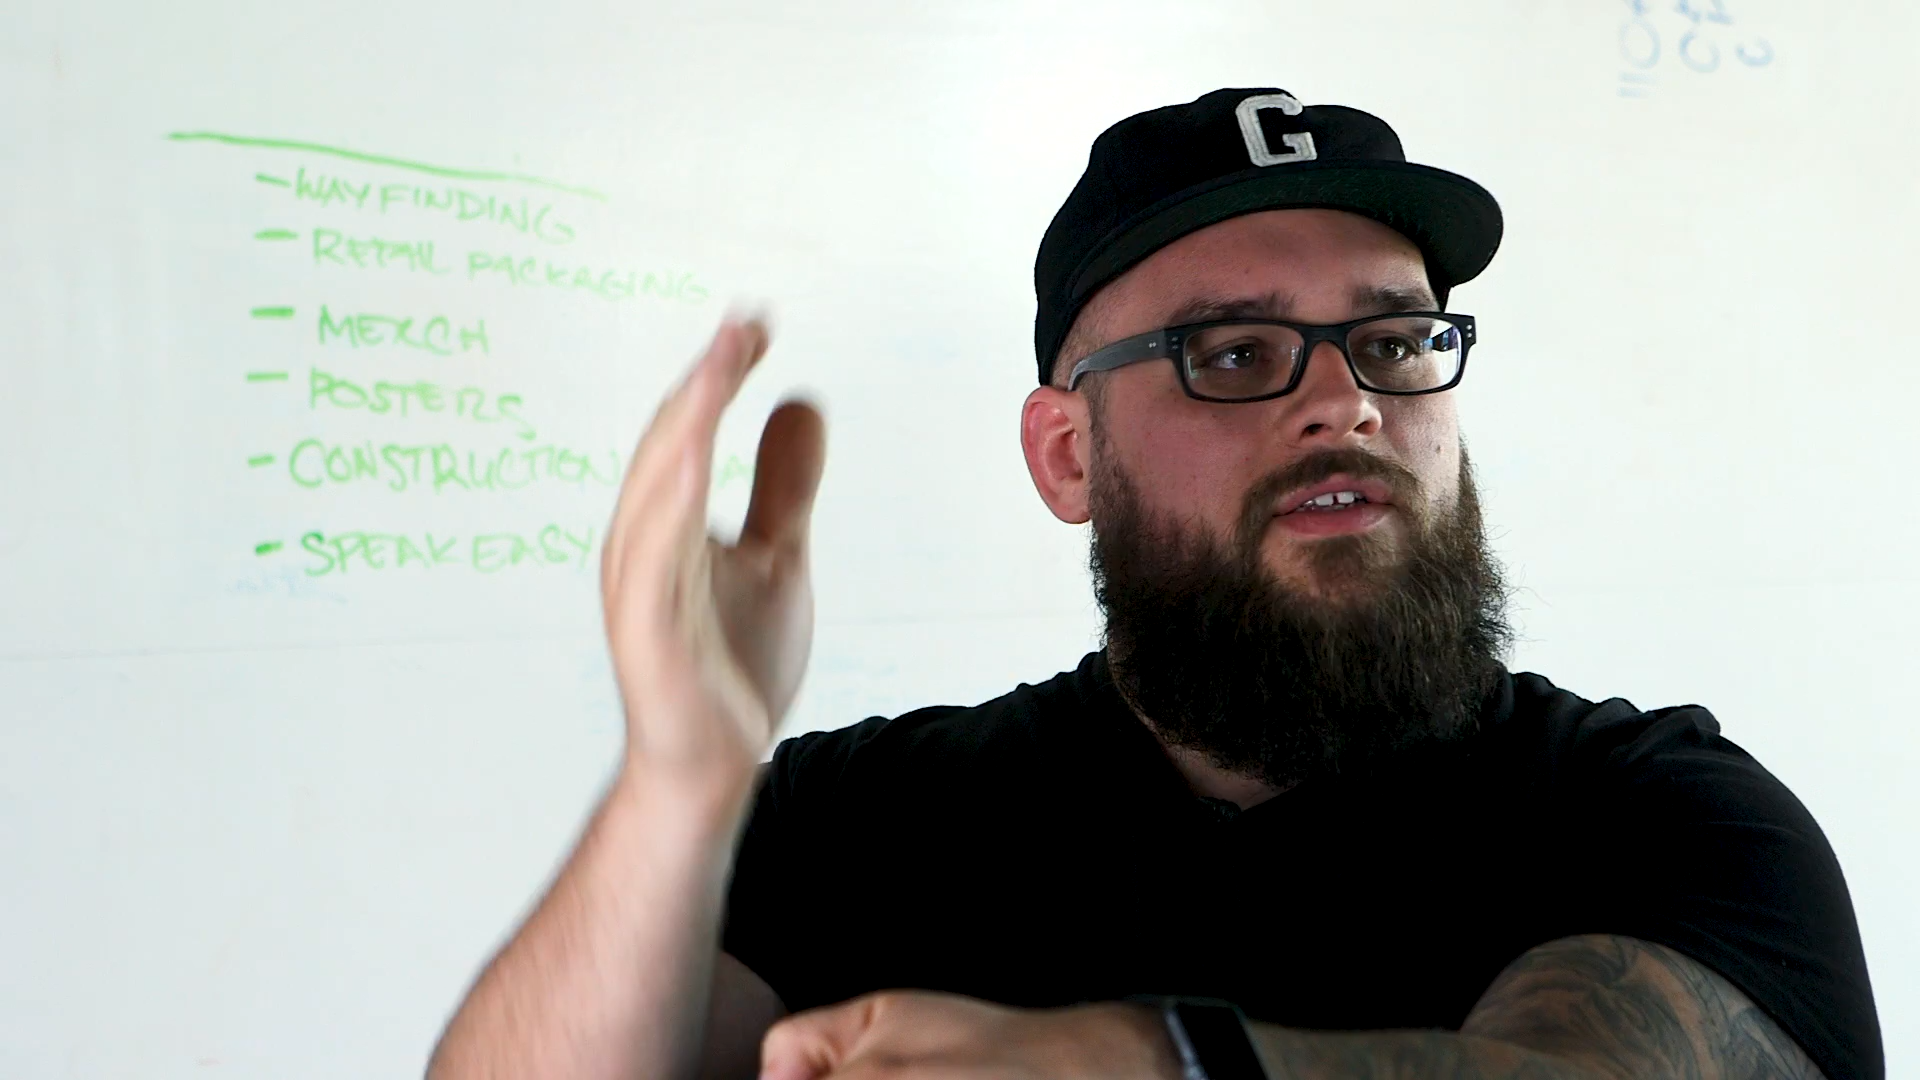 - WAYFINDING
- RETAIL PACKAGING
- MERCH
- POSTERS
- CONSTRUCTION
- SPEAKEASY
G